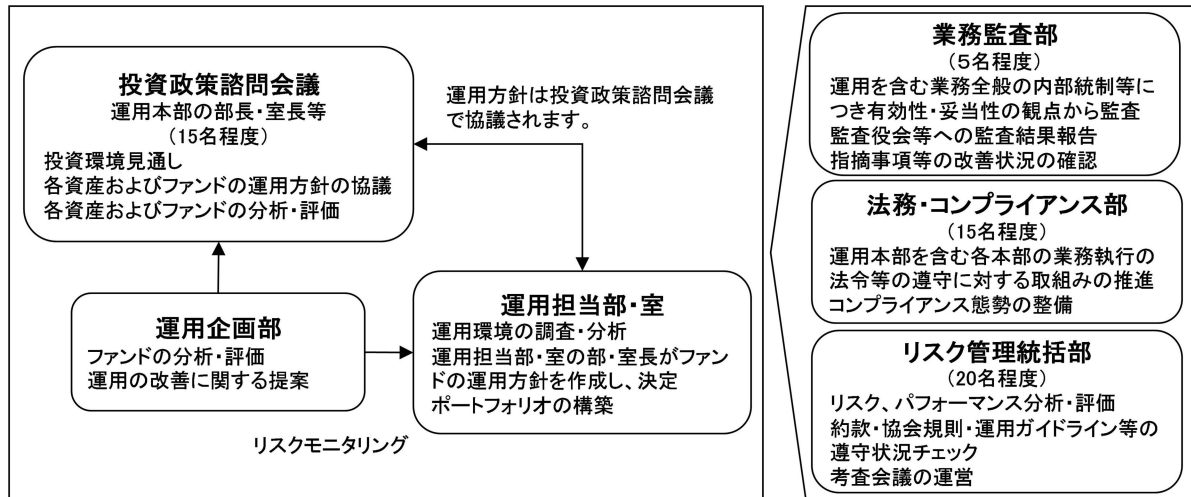 投資政策諮問会議
運用本部の部長・室長等
(15名程度)
投資環境見通し
各資産およびファンドの運用方針の協議
各資産およびファンドの分析・評価
運用方針は投資政策諮問会議
で協議されます。
運用企画部
ファンドの分析・評価
運用の改善に関する提案
運用担当部・室
運用環境の調査・分析
運用担当部・室の部・室長がファン
ドの運用方針を作成し、決定
ポートフォリオの構築
リスクモニタリング
業務監査部
(5名程度)
運用を含む業務全般の内部統制等に
つき有効性・妥当性の観点から監査
監査役会等への監査結果報告
指摘事項等の改善状況の確認
法務・コンプライアンス部
(15名程度)
運用本部を含む各本部の業務執行の
法令等の遵守に対する取組みの推進
コンプライアンス態勢の整備
リスク管理統括部
(20名程度)
リスク、パフォーマンス分析・評価
約款・協会規則・運用ガイドライン等の
遵守状況チェック
考査会議の運営